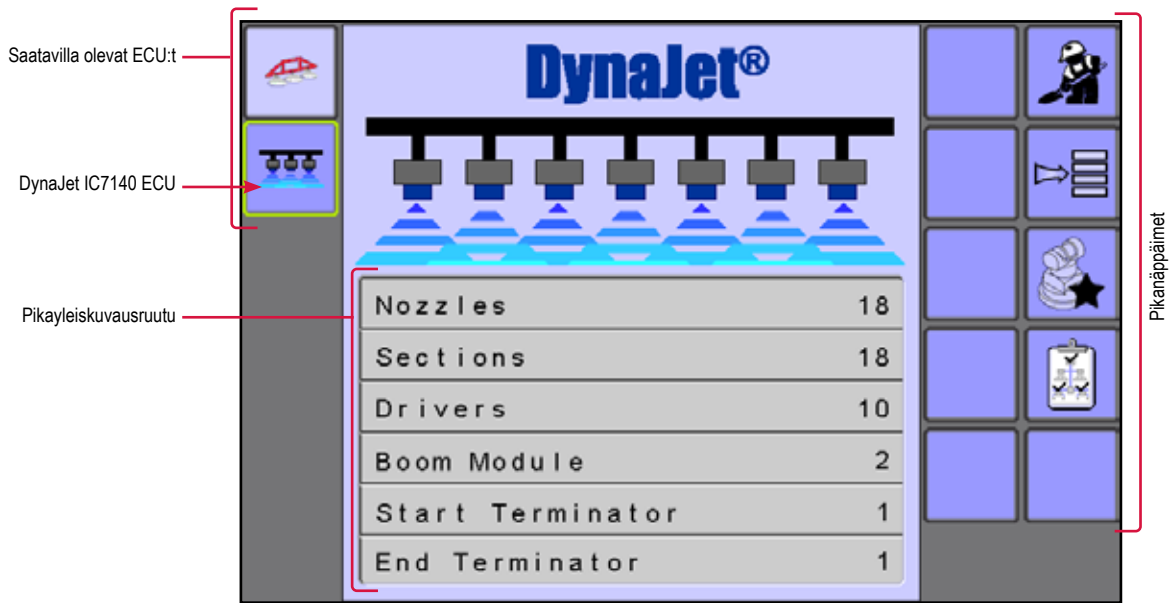 Saatavilla olevat ECU:t
DynaJet IC7140 ECU
Pikayleiskuvausruutu
DynaJet®
Nozzles 18
Sections 18
Drivers 10
Boom Module 2
Start Terminator 1
End Terminator 1
Pikanäppäimet